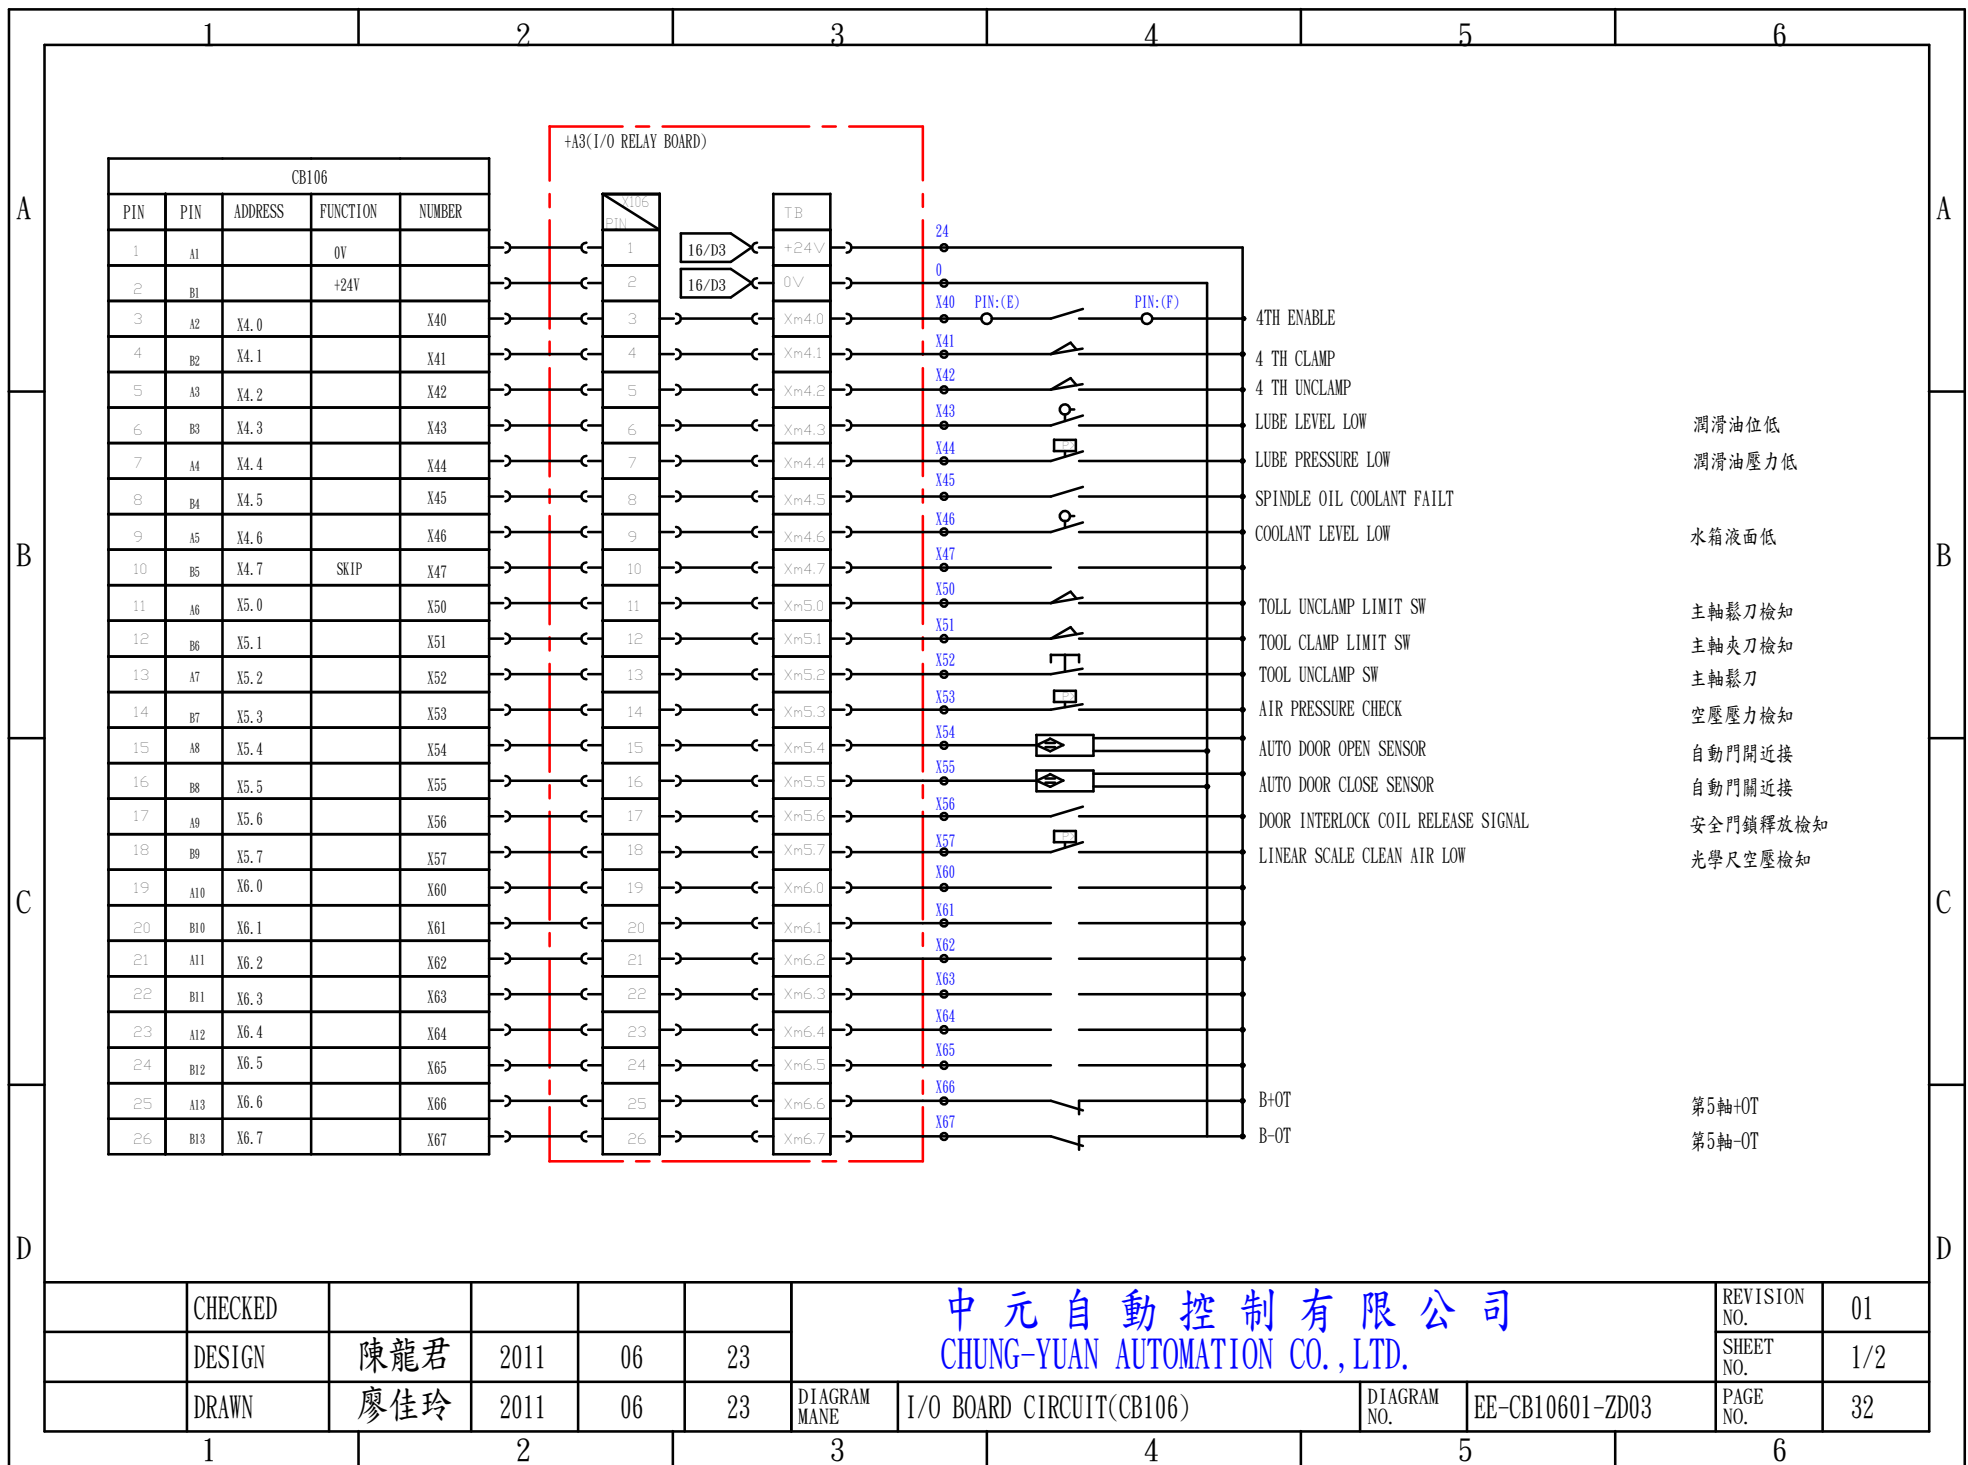 1 2 3 4 5 6
+A3(I/O RELAY BOARD)
CB106
PIN PIN ADDRESS FUNCTION NUMBER
X106
PIN
TB
1 A1 0V 1 16/D3 +24V 24
2 B1 +24V 2 16/D3 0V 0
3 A2 X4.0 X40 3 Xm4.0 X40 PIN:(E) PIN:(F) 4TH ENABLE
4 B2 X4.1 X41 4 Xm4.1 X41 4 TH CLAMP
5 A3 X4.2 X42 5 Xm4.2 X42 4 TH UNCLAMP
6 B3 X4.3 X43 6 Xm4.3 X43 LUBE LEVEL LOW 潤滑油位低
7 A4 X4.4 X44 7 Xm4.4 X44 LUBE PRESSURE LOW 潤滑油壓力低
8 B4 X4.5 X45 8 Xm4.5 X45 SPINDLE OIL COOLANT FAILT
9 A5 X4.6 X46 9 Xm4.6 X46 COOLANT LEVEL LOW 水箱液面低
10 B5 X4.7 SKIP X47 10 Xm4.7 X47
11 A6 X5.0 X50 11 Xm5.0 X50 TOLL UNCLAMP LIMIT SW 主軸鬆刀檢知
12 B6 X5.1 X51 12 Xm5.1 X51 TOOL CLAMP LIMIT SW 主軸夾刀檢知
13 A7 X5.2 X52 13 Xm5.2 X52 TOOL UNCLAMP SW 主軸鬆刀
14 B7 X5.3 X53 14 Xm5.3 X53 AIR PRESSURE CHECK 空壓壓力檢知
15 A8 X5.4 X54 15 Xm5.4 X54 AUTO DOOR OPEN SENSOR 自動門開近接
16 B8 X5.5 X55 16 Xm5.5 X55 AUTO DOOR CLOSE SENSOR 自動門關近接
17 A9 X5.6 X56 17 Xm5.6 X56 DOOR INTERLOCK COIL RELEASE SIGNAL 安全門鎖釋放檢知
18 B9 X5.7 X57 18 Xm5.7 X57 LINEAR SCALE CLEAN AIR LOW 光學尺空壓檢知
19 A10 X6.0 X60 19 Xm6.0 X60
20 B10 X6.1 X61 20 Xm6.1 X61
21 A11 X6.2 X62 21 Xm6.2 X62
22 B11 X6.3 X63 22 Xm6.3 X63
23 A12 X6.4 X64 23 Xm6.4 X64
24 B12 X6.5 X65 24 Xm6.5 X65
25 A13 X6.6 X66 25 Xm6.6 X66 B+OT 第5軸+OT
26 B13 X6.7 X67 26 Xm6.7 X67 B-OT 第5軸-OT
A A
B B
C C
D D
CHECKED
DESIGN 陳龍君 2011 06 23
DRAWN 廖佳玲 2011 06 23
中元自動控制有限公司
CHUNG-YUAN AUTOMATION CO.,LTD.
DIAGRAM MANE I/O BOARD CIRCUIT(CB106) DIAGRAM NO. EE-CB10601-ZD03
REVISION NO. 01
SHEET NO. 1/2
PAGE NO. 32
1 2 3 4 5 6